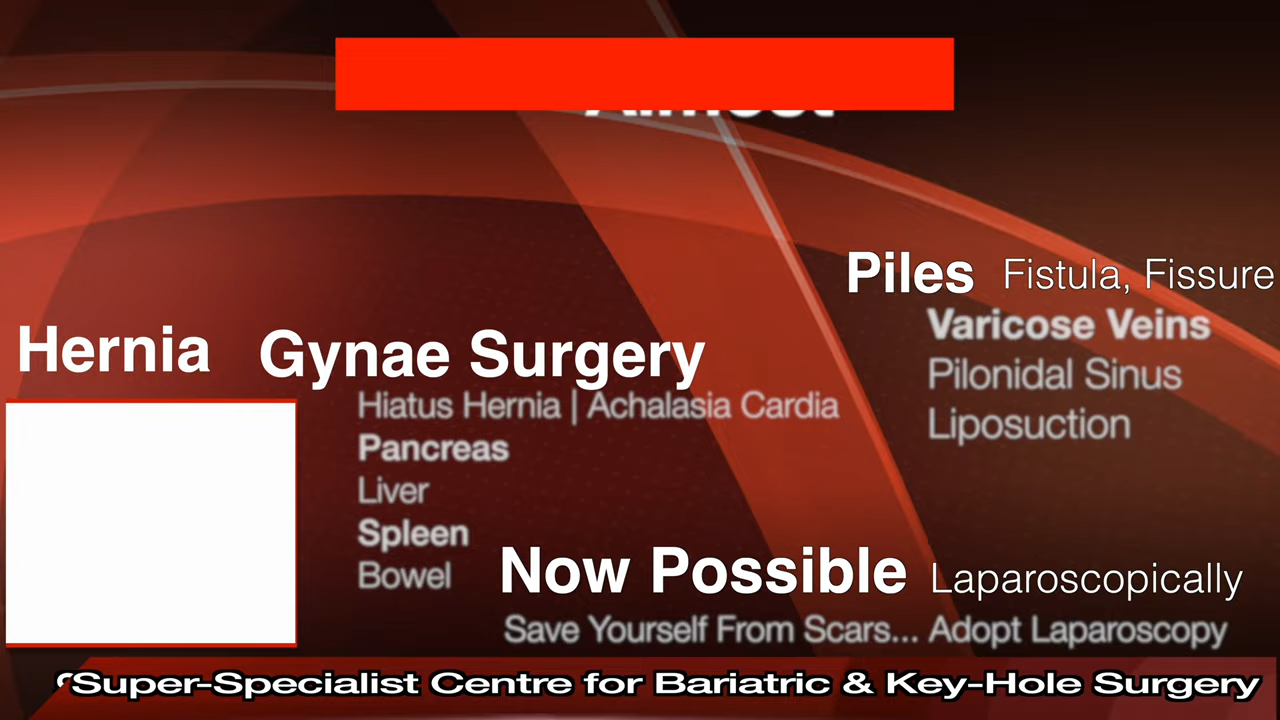 Piles Fistula, Fissure
Varicose Veins
Pilonidal Sinus
Liposuction
Hernia Gynae Surgery
Hiatus Hernia | Achalasia Cardia
Pancreas
Liver
Spleen
Bowel
Now Possible Laparoscopically
Save Yourself From Scars... Adopt Laparoscopy
Super-Specialist Centre for Bariatric & Key-Hole Surgery